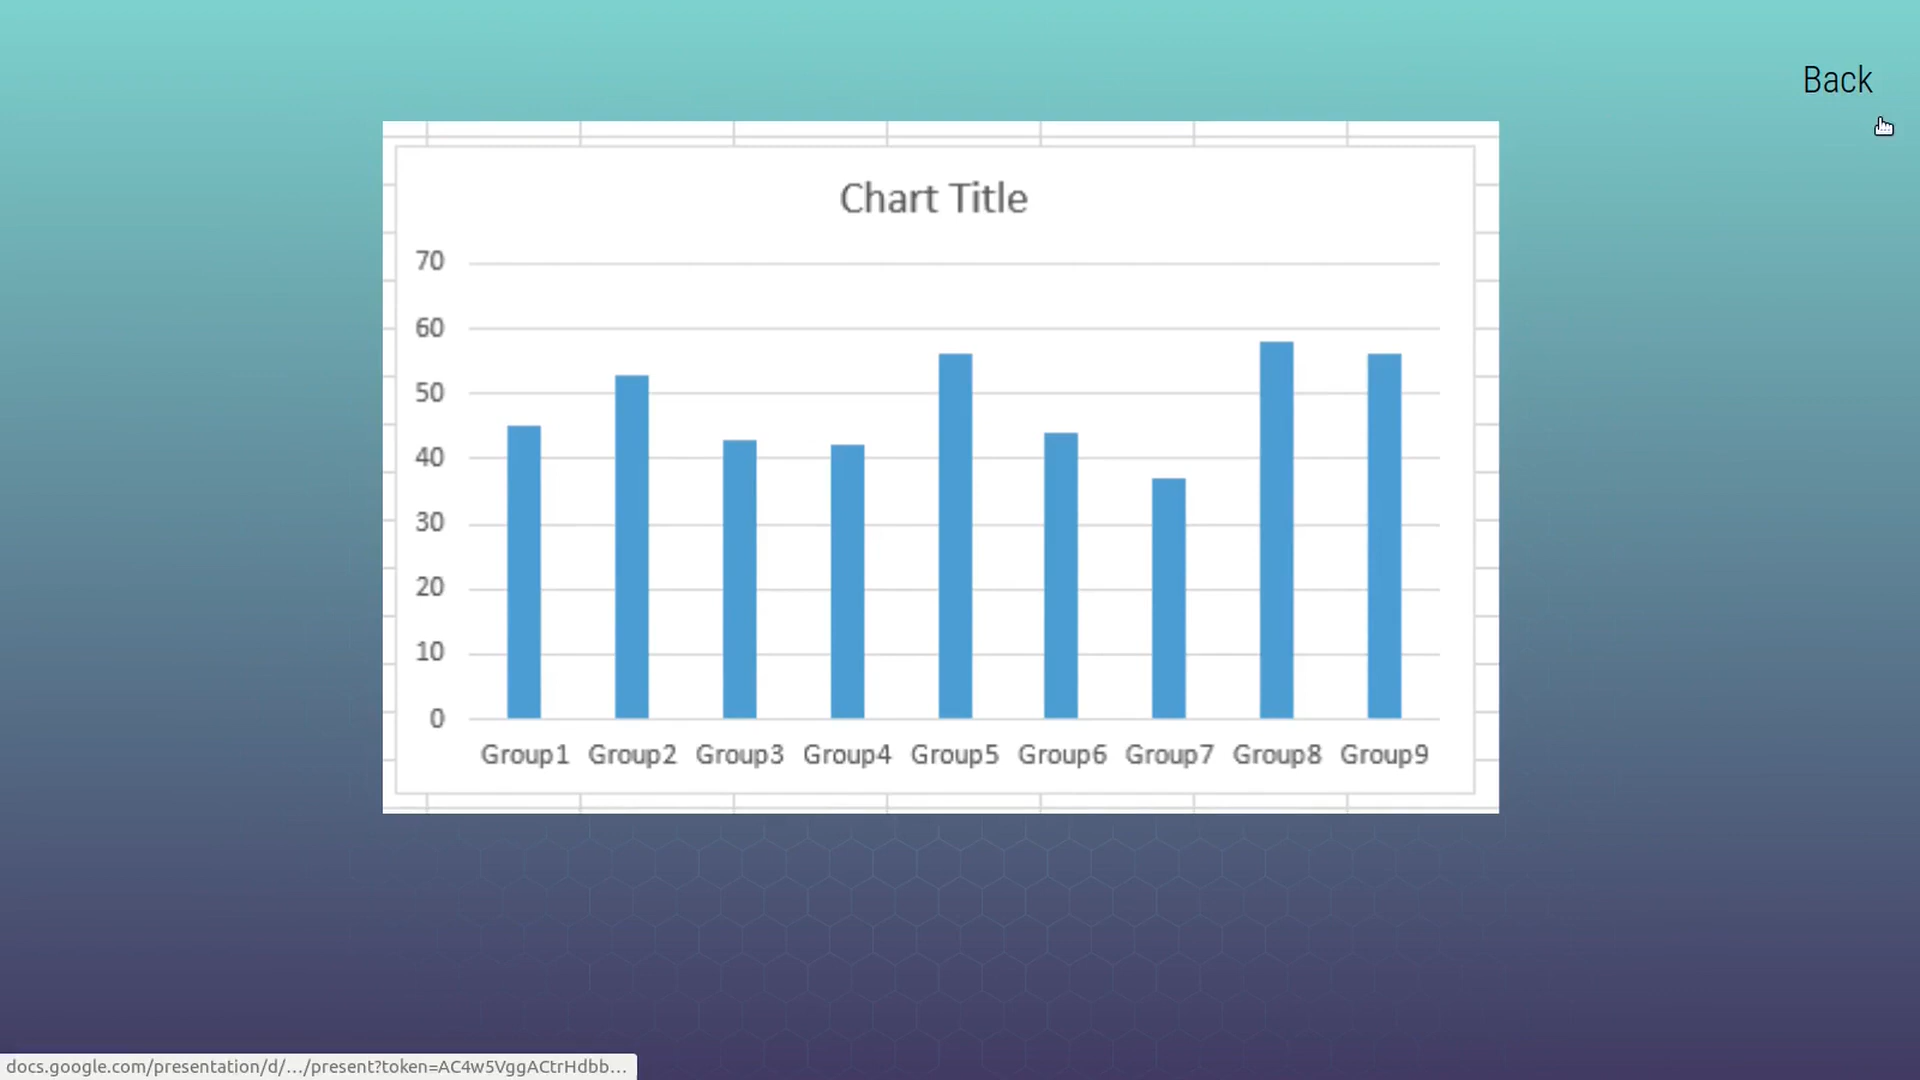 Back
Chart Title
70
60
50
40
30
20
10
0
Group1 Group2 Group3 Group4 Group5 Group6 Group7 Group8 Group9
docs.google.com/presentation/d/.../present?token=AC4w5VggACtrHdbb...